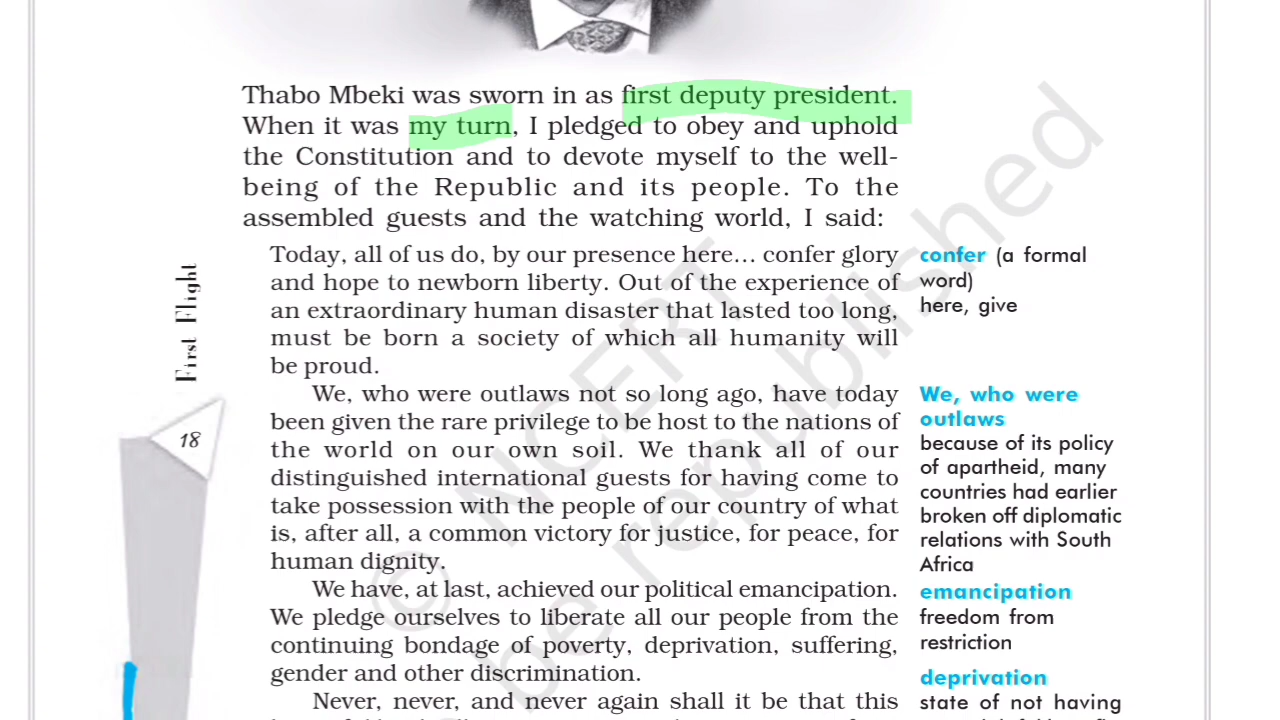 Thabo Mbeki was sworn in as first deputy president.
When it was my turn, I pledged to obey and uphold
the Constitution and to devote myself to the well-
being of the Republic and its people. To the
assembled guests and the watching world, I said:
Today, all of us do, by our presence here... confer glory
and hope to newborn liberty. Out of the experience of
an extraordinary human disaster that lasted too long,
must be born a society of which all humanity will
be proud.
We, who were outlaws not so long ago, have today
been given the rare privilege to be host to the nations of
the world on our own soil. We thank all of our
distinguished international guests for having come to
take possession with the people of our country of what
is, after all, a common victory for justice, for peace, for
human dignity.
We have, at last, achieved our political emancipation.
We pledge ourselves to liberate all our people from the
continuing bondage of poverty, deprivation, suffering,
gender and other discrimination.
Never, never, and never again shall it be that this
confer (a formal
word)
here, give
We, who were
outlaws
because of its policy
of apartheid, many
countries had earlier
broken off diplomatic
relations with South
Africa
emancipation
freedom from
restriction
deprivation
state of not having
First Flight
18
© NCERT
be republished